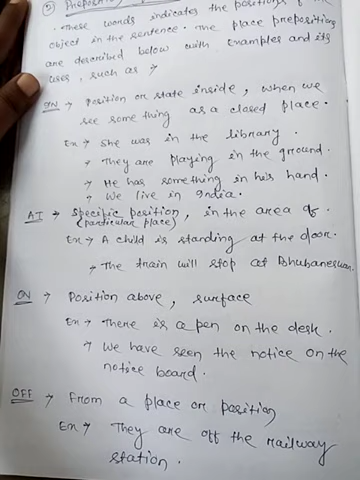 5) Prepositi
. These words indicates the positions of
object in the sentence. The place preposition
are described below with examples and its
uses, such as →
IN → Position or state inside, when we
see something as a closed place.
Ex → She was in the library.
→ They are playing in the ground.
→ He has something in his hand.
→ We live in India.
AT → Specific position, in the area of.
(particular place)
Ex → A child is standing at the door.
→ The train will stop at Bhubaneswar.
ON → Position above, surface
Ex → There is a pen on the desk.
→ We have seen the notice on the
notice board.
OFF → From a place or position
Ex → They are off the railway
station.